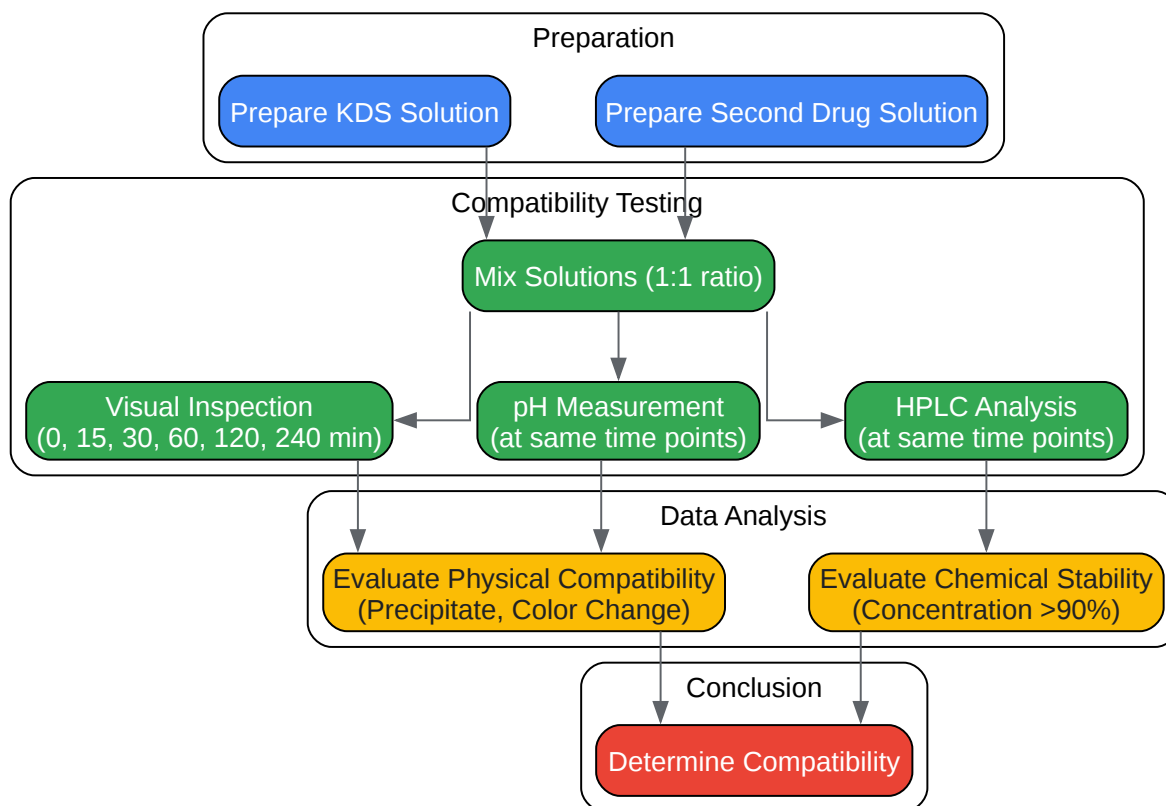 Preparation
Prepare KDS Solution
Prepare Second Drug Solution
Compatibility Testing
Mix Solutions (1:1 ratio)
Visual Inspection
(0, 15, 30, 60, 120, 240 min)
pH Measurement
(at same time points)
HPLC Analysis
(at same time points)
Data Analysis
Evaluate Physical Compatibility
(Precipitate, Color Change)
Evaluate Chemical Stability
(Concentration >90%)
Conclusion
Determine Compatibility